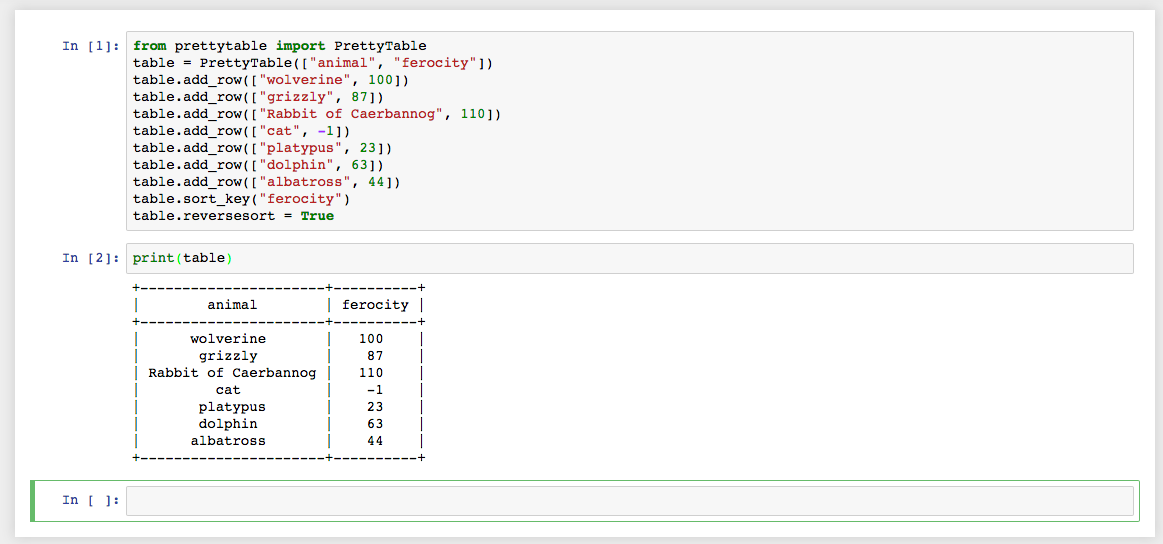 In [1]: from prettytable import PrettyTable
table = PrettyTable(["animal", "ferocity"])
table.add_row(["wolverine", 100])
table.add_row(["grizzly", 87])
table.add_row(["Rabbit of Caerbannog", 110])
table.add_row(["cat", -1])
table.add_row(["platypus", 23])
table.add_row(["dolphin", 63])
table.add_row(["albatross", 44])
table.sort_key("ferocity")
table.reversesort = True
In [2]: print(table)
+----------------------+----------+
|        animal        | ferocity |
+----------------------+----------+
|      wolverine       |   100    |
|       grizzly        |    87    |
| Rabbit of Caerbannog |   110    |
|         cat          |    -1    |
|       platypus       |    23    |
|       dolphin        |    63    |
|      albatross       |    44    |
+----------------------+----------+
In [ ]: